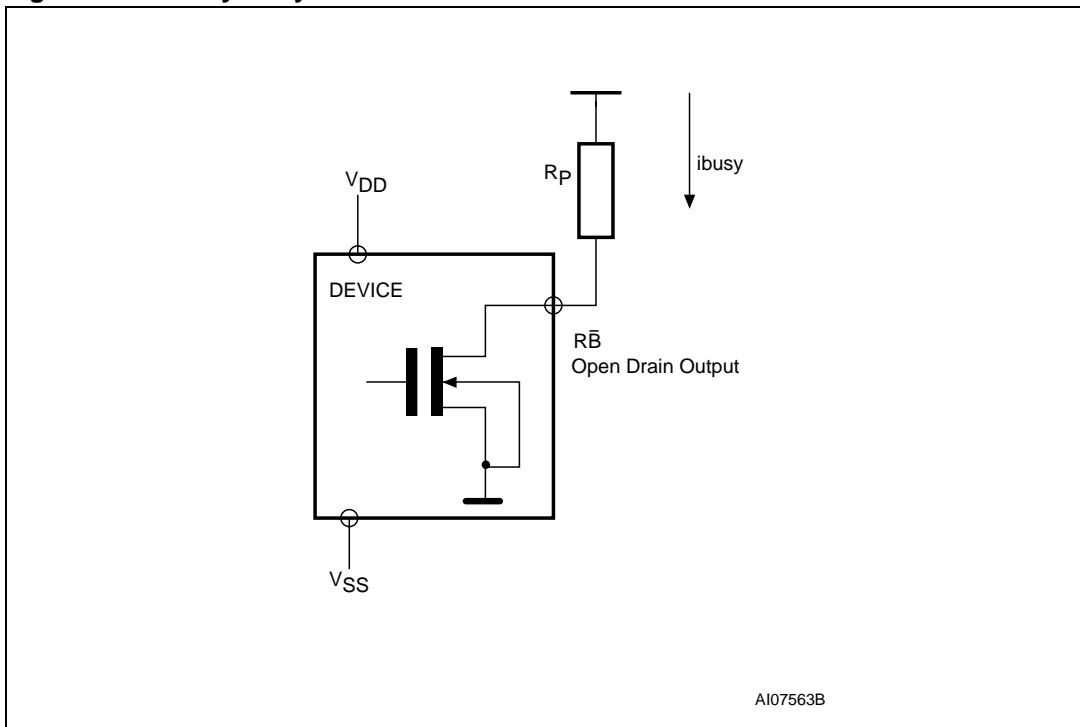 ibusy
RP
VDD
DEVICE
RB̅
Open Drain Output
VSS
AI07563B